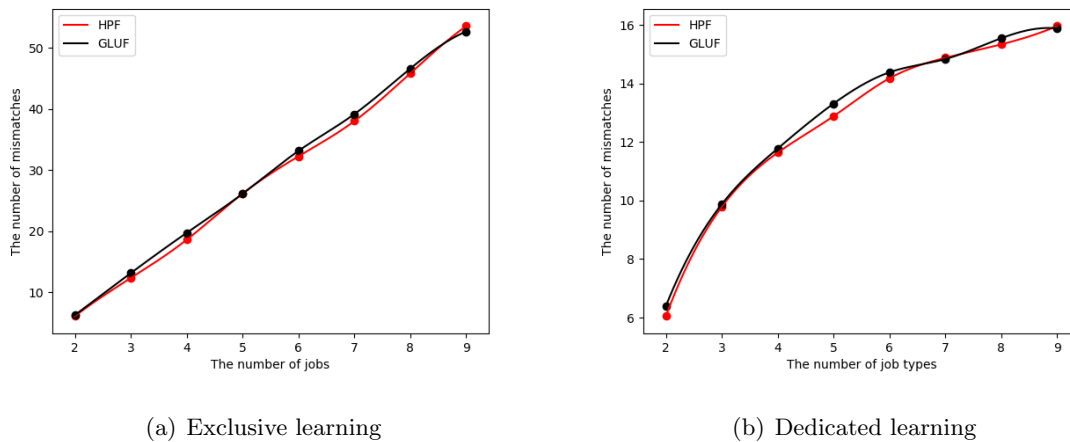 HPF
GLUF
50
40
30
20
10
The number of mismatches
2 3 4 5 6 7 8 9
The number of jobs
(a) Exclusive learning
HPF
GLUF
16
14
12
10
8
6
The number of mismatches
2 3 4 5 6 7 8 9
The number of job types
(b) Dedicated learning